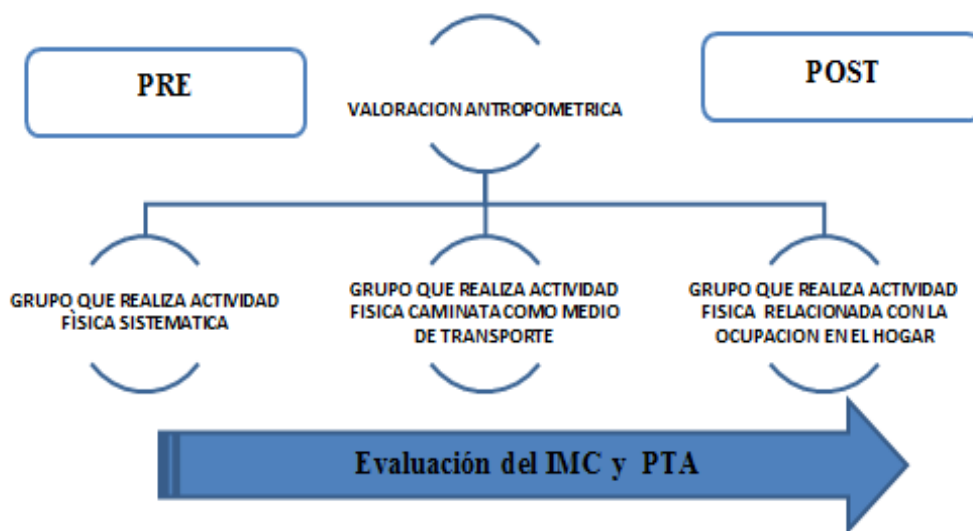 PRE
POST
VALORACION ANTROPOMETRICA
GRUPO QUE REALIZA ACTIVIDAD
FÌSICA SISTEMATICA
GRUPO QUE REALIZA ACTIVIDAD
FISICA CAMINATA COMO MEDIO
DE TRANSPORTE
GRUPO QUE REALIZA ACTIVIDAD
FISICA RELACIONADA CON LA
OCUPACION EN EL HOGAR
Evaluación del IMC y PTA